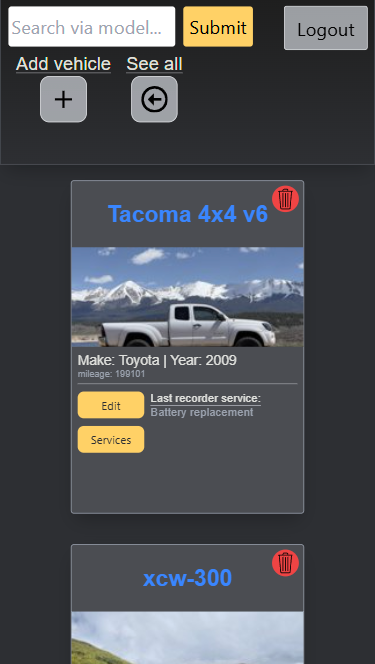 Search via model...
Submit
Logout
Add vehicle
See all
Tacoma 4x4 v6
Make: Toyota | Year: 2009
mileage: 199101
Edit
Last recorder service:
Battery replacement
Services
xcw-300